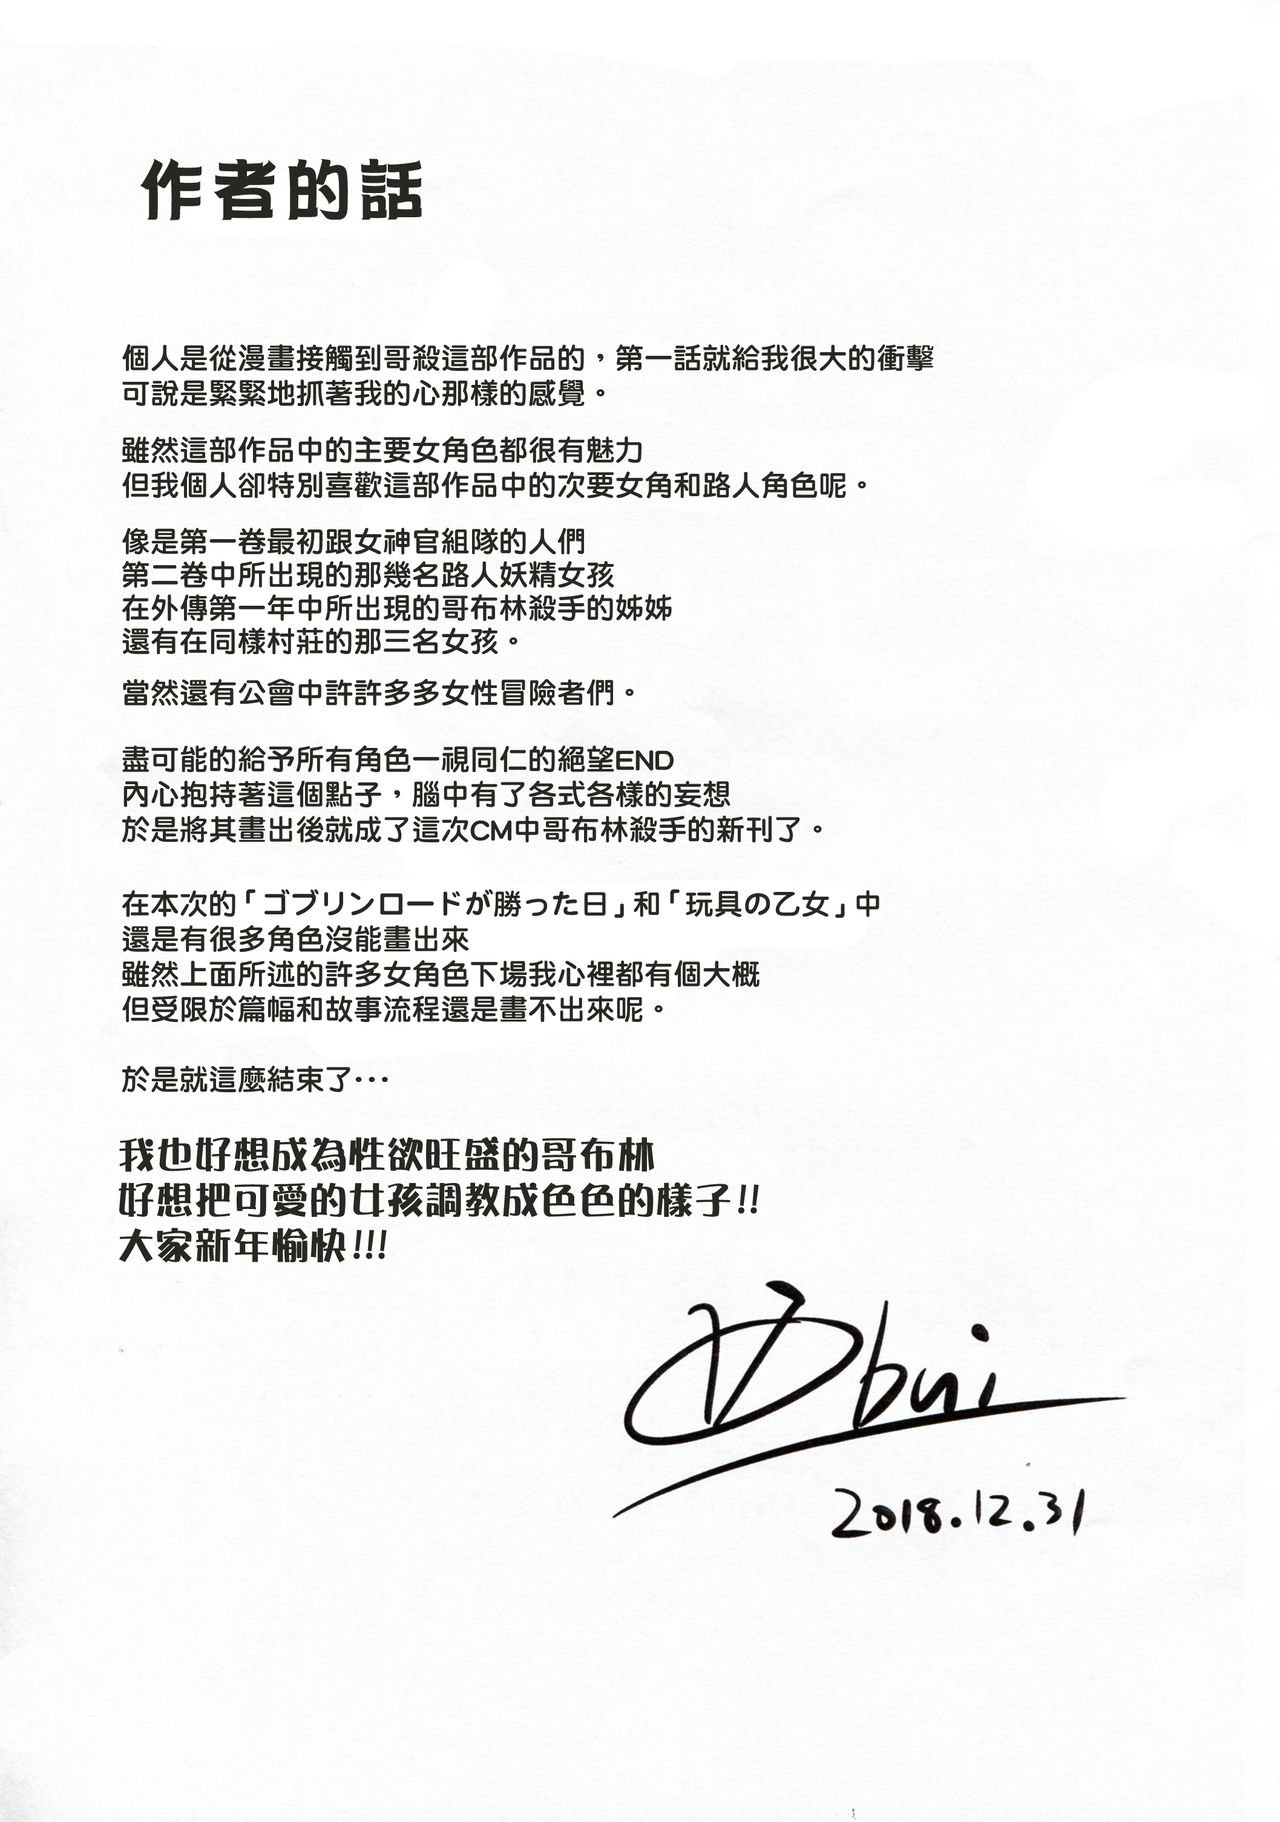 作者的話
個人是從漫畫接觸到哥殺這部作品的，第一話就給我很大的衝擊
可說是緊緊地抓著我的心那樣的感覺。
雖然這部作品中的主要女角色都很有魅力
但我個人卻特別喜歡這部作品中的次要女角和路人角色呢。
像是第一卷最初跟女神官組隊的人們
第二卷中所出現的那幾名路人妖精女孩
在外傳第一年中所出現的哥布林殺手的姊姊
還有在同樣村莊的那三名女孩。
當然還有公會中許許多多女性冒險者們。
盡可能的給予所有角色一視同仁的絕望END
內心抱持著這個點子，腦中有了各式各樣的妄想
於是將其畫出後就成了這次CM中哥布林殺手的新刊了。
在本次的「ゴブリンロードが勝った日」和「玩具の乙女」中
還是有很多角色沒能畫出來
雖然上面所述的許多女角色下場我心裡都有個大概
但受限於篇幅和故事流程還是畫不出來呢。
於是就這麼結束了···
我也好想成為性欲旺盛的哥布林
好想把可愛的女孩調教成色色的樣子!!
大家新年愉快!!!
2018.12.31